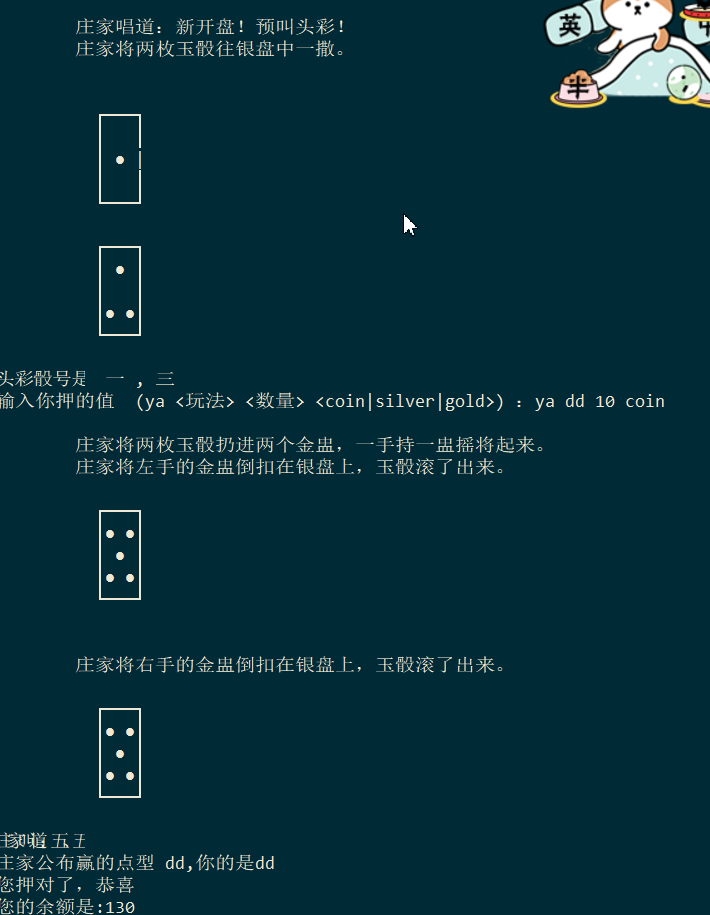 庄家唱道：新开盘！预叫头彩！
英
庄家将两枚玉骰往银盘中一撒。
半
头彩骰号是 一 , 三
输入你押的值 (ya <玩法> <数量> <coin|silver|gold>) : ya dd 10 coin
庄家将两枚玉骰扔进两个金盅，一手持一盅摇将起来。
庄家将左手的金盅倒扣在银盘上，玉骰滚了出来。
庄家将右手的金盅倒扣在银盘上，玉骰滚了出来。
道 五
庄家公布赢的点型 dd,你的是dd
您押对了，恭喜
您的余额是:130